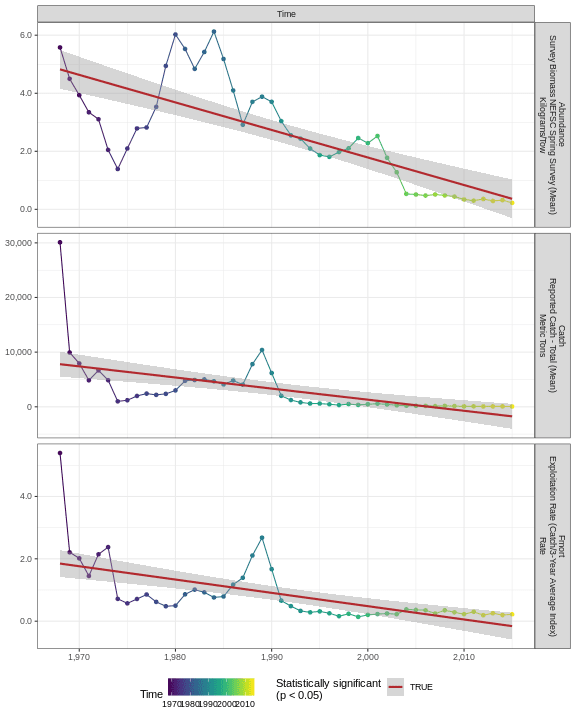 Time
6.0
4.0
2.0
0.0
Abundance
Survey Biomass NEFSC Spring Survey (Mean)
Kilograms/tow
30,000
20,000
10,000
0
Catch
Reported Catch - Total (Mean)
Metric Tons
4.0
2.0
0.0
Fmort
Exploitation Rate (Catch/3-Year Average Index)
Rate
1,970 1,980 1,990 2,000 2,010
Time
1970 1980 1990 2000 2010
Statistically significant
(p < 0.05)
TRUE